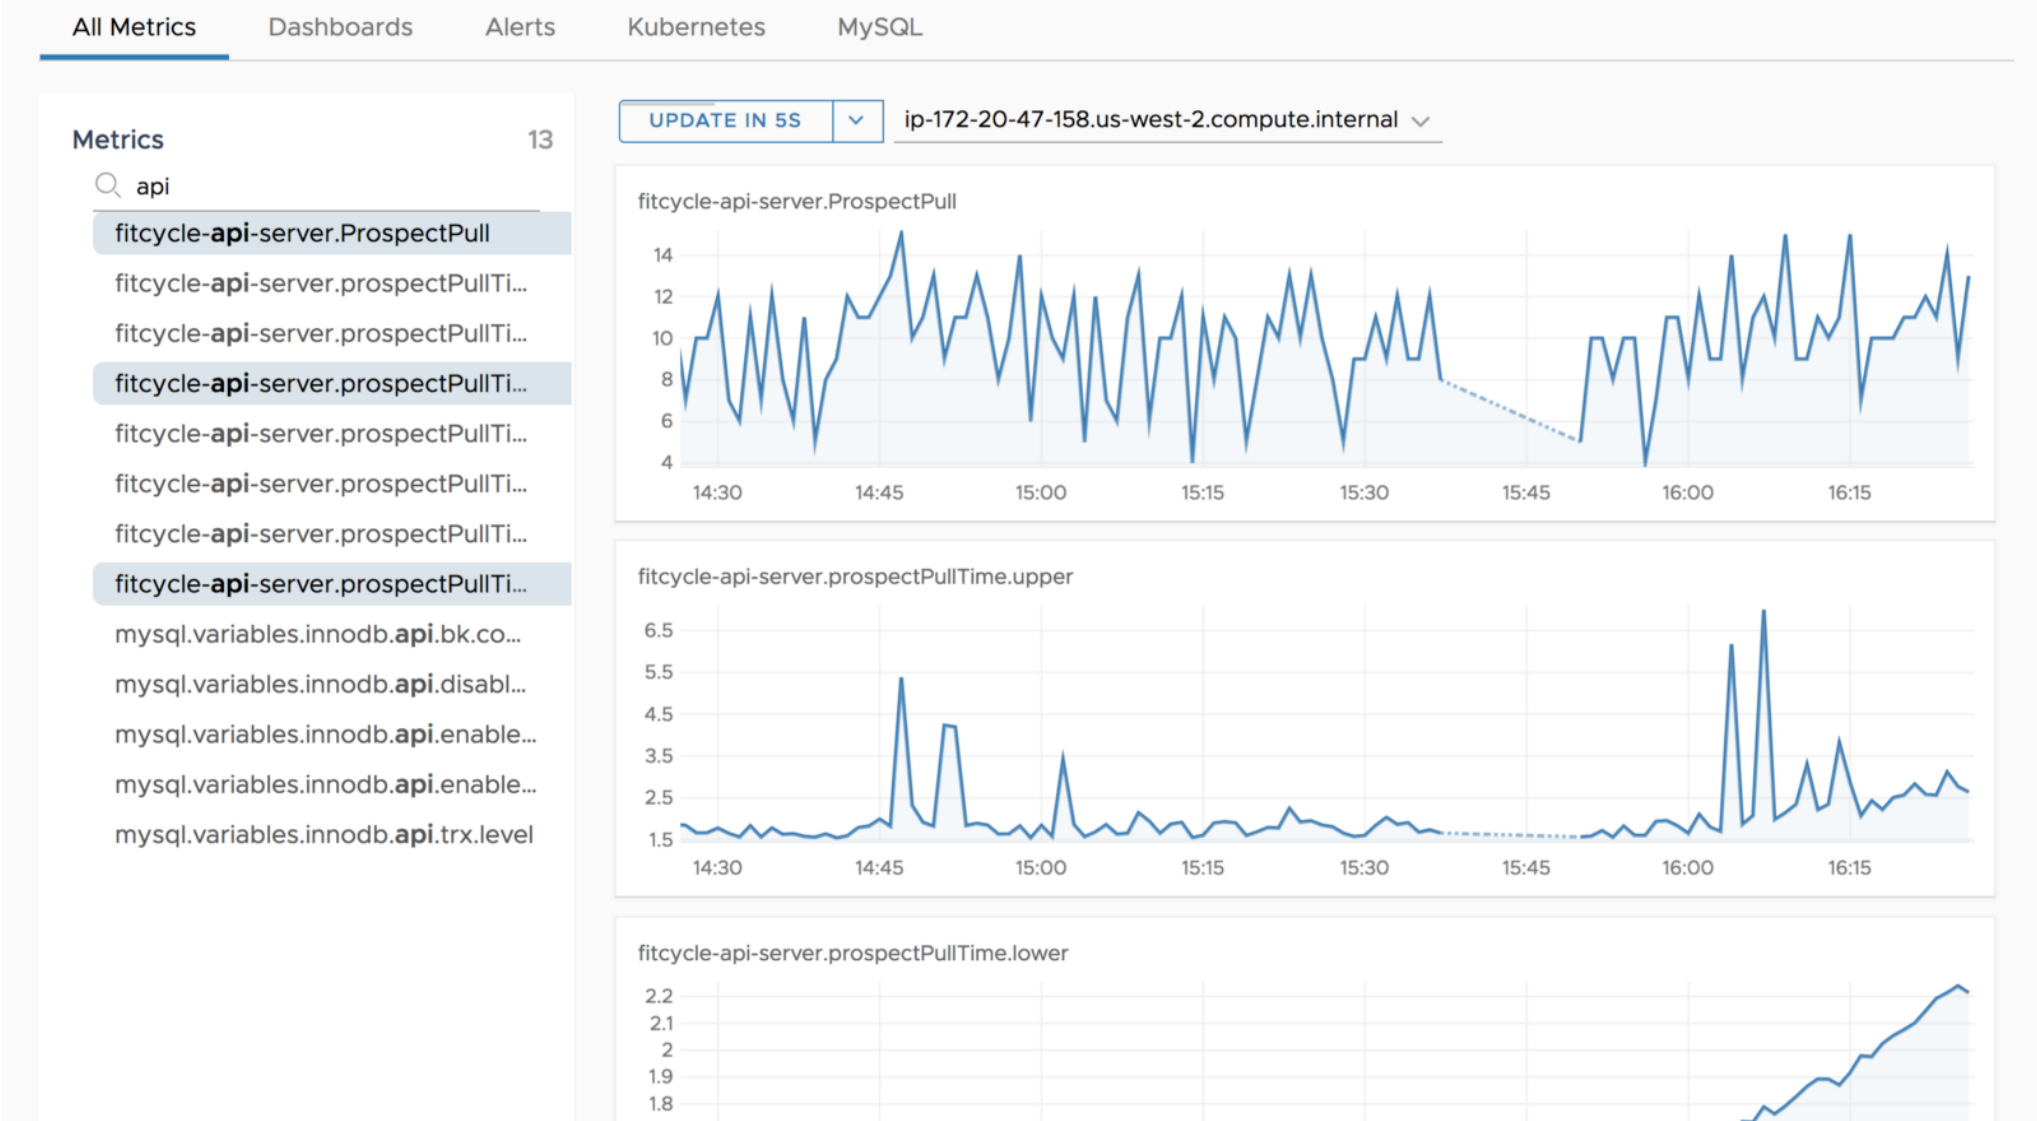 All Metrics Dashboards Alerts Kubernetes MySQL
Metrics 13
api
fitcycle-api-server.ProspectPull
fitcycle-api-server.prospectPullTi...
fitcycle-api-server.prospectPullTi...
fitcycle-api-server.prospectPullTi...
fitcycle-api-server.prospectPullTi...
fitcycle-api-server.prospectPullTi...
fitcycle-api-server.prospectPullTi...
fitcycle-api-server.prospectPullTi...
mysql.variables.innodb.api.bk.co...
mysql.variables.innodb.api.disabl...
mysql.variables.innodb.api.enable...
mysql.variables.innodb.api.enable...
mysql.variables.innodb.api.trx.level
UPDATE IN 5S ip-172-20-47-158.us-west-2.compute.internal
fitcycle-api-server.ProspectPull
14
12
10
8
6
4
14:30 14:45 15:00 15:15 15:30 15:45 16:00 16:15
fitcycle-api-server.prospectPullTime.upper
6.5
5.5
4.5
3.5
2.5
1.5
14:30 14:45 15:00 15:15 15:30 15:45 16:00 16:15
fitcycle-api-server.prospectPullTime.lower
2.2
2.1
2
1.9
1.8